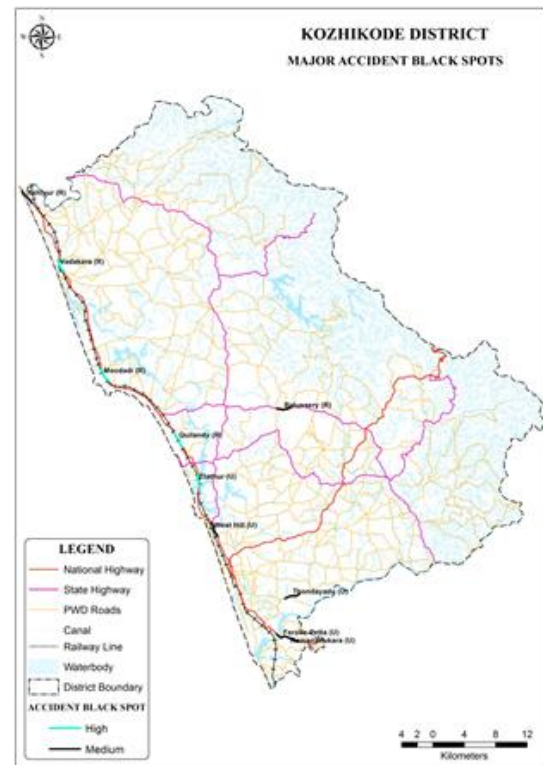 KOZHIKODE DISTRICT
MAJOR ACCIDENT BLACK SPOTS
N
W E
S
Vadakara (R)
Moodadi (R)
Balussery (R)
Quilandy (R)
Elathur (U)
West Hill (U)
Thondayadu (U)
LEGEND
National Highway
State Highway
PWD Roads
Canal
Railway Line
Waterbody
District Boundary
ACCIDENT BLACK SPOT
High
Medium
4 2 0 4 8 12
Kilometers